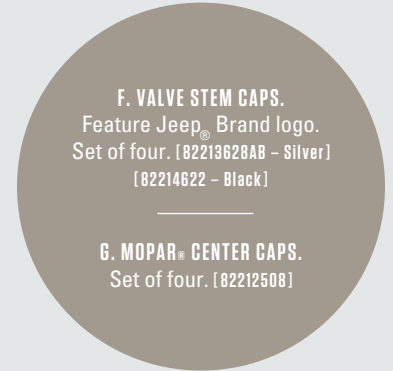 F. VALVE STEM CAPS.
Feature Jeep® Brand logo.
Set of four. [82213628AB – Silver]
[82214622 – Black]
G. MOPAR® CENTER CAPS.
Set of four. [82212508]